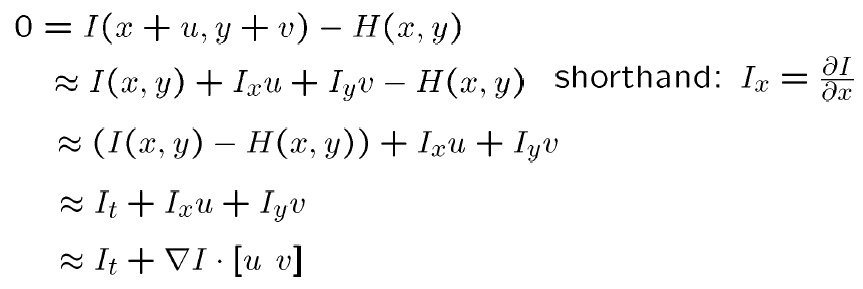 0 = I(x + u, y + v) − H(x, y)
≈ I(x, y) + I_x u + I_y v − H(x, y) shorthand: I_x = ∂I/∂x
≈ (I(x, y) − H(x, y)) + I_x u + I_y v
≈ I_t + I_x u + I_y v
≈ I_t + ∇I · [u v]